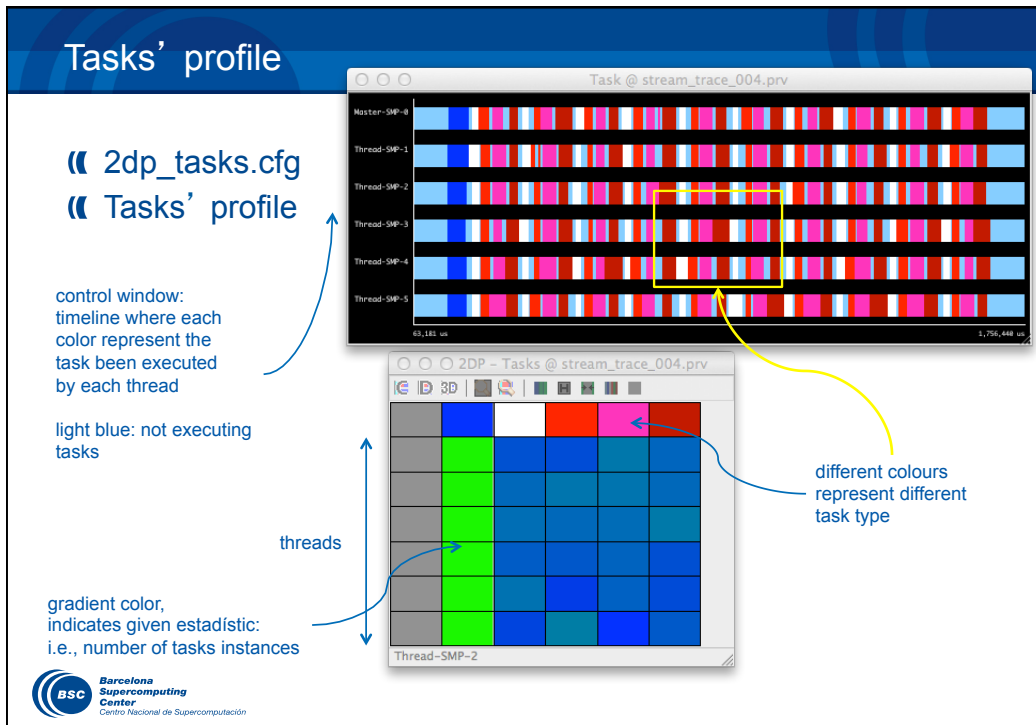 Tasks’ profile
2dp_tasks.cfg
Tasks’ profile
control window:
timeline where each
color represent the
task been executed
by each thread
light blue: not executing
tasks
Task @ stream_trace_004.prv
Master-SMP-0
Thread-SMP-1
Thread-SMP-2
Thread-SMP-3
Thread-SMP-4
Thread-SMP-5
63,181 us
1,756,440 us
2DP - Tasks @ stream_trace_004.prv
3D
Thread-SMP-2
threads
different colours
represent different
task type
gradient color,
indicates given estadístic:
i.e., number of tasks instances
BSC
Barcelona
Supercomputing
Center
Centro Nacional de Supercomputación